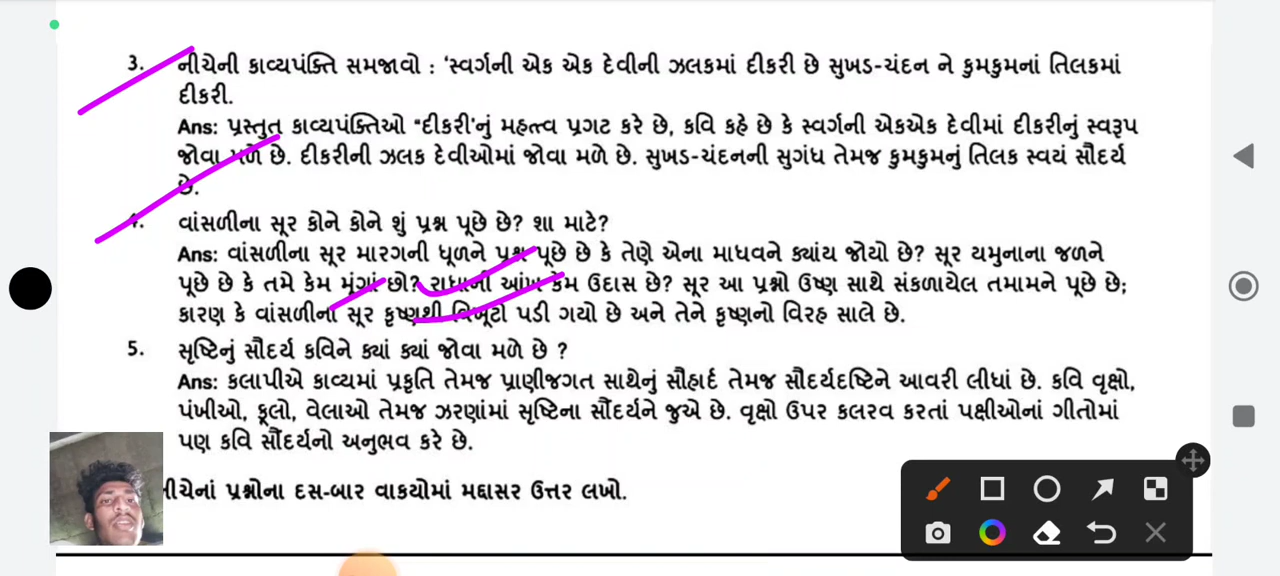 3. નીચેની કાવ્યપંક્તિ સમજાવો : 'સ્વર્ગની એક એક દેવીની ઝલકમાં દીકરી છે સુખડ-ચંદન ને કુમકુમનાં તિલકમાં
દીકરી.
Ans: પ્રસ્તુત કાવ્યપંક્તિઓ "દીકરી'નું મહત્ત્વ પ્રગટ કરે છે, કવિ કહે છે કે સ્વર્ગની એકએક દેવીમાં દીકરીનું સ્વરૂપ
જોવા મળે છે. દીકરીની ઝલક દેવીઓમાં જોવા મળે છે. સુખડ-ચંદનની સુગંધ તેમજ કુમકુમનું તિલક સ્વયં સૌદર્ય
છે.
4. વાંસળીના સૂર કોને કોને શું પ્રશ્ન પૂછે છે? શા માટે?
Ans: વાંસળીના સૂર મારગની ધૂળને પ્રશ્ન પૂછે છે કે તેણે એના માધવને ક્યાંય જોયો છે? સૂર યમુનાના જળને
પૂછે છે કે તમે કેમ મૂંગાં છો? રાધાની આંખ કેમ ઉદાસ છે? સૂર આ પ્રશ્નો ઉષ્ણ સાથે સંકળાયેલ તમામને પૂછે છે;
કારણ કે વાંસળીના સૂર કૃષ્ણથી વિખૂટો પડી ગયો છે અને તેને કૃષ્ણનો વિરહ સાલે છે.
5. સૃષ્ટિનું સૌદર્ય કવિને ક્યાં ક્યાં જોવા મળે છે ?
Ans: કલાપીએ કાવ્યમાં પ્રકૃતિ તેમજ પ્રાણીજગત સાથેનું સૌહાર્દ તેમજ સૌદર્યદષ્ટિને આવરી લીધાં છે. કવિ વૃક્ષો,
પંખીઓ, ફૂલો, વેલાઓ તેમજ ઝરણાંમાં સૃષ્ટિના સૌંદર્યને જુએ છે. વૃક્ષો ઉપર કલરવ કરતાં પક્ષીઓનાં ગીતોમાં
પણ કવિ સૌંદર્યનો અનુભવ કરે છે.
નીચેનાં પ્રશ્નોના દસ-બાર વાકયોમાં મદ્દાસર ઉત્તર લખો.